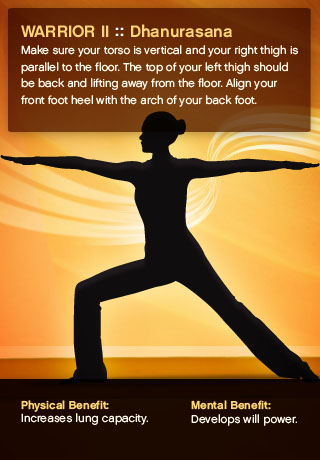 WARRIOR II :: Dhanurasana
Make sure your torso is vertical and your right thigh is
parallel to the floor. The top of your left thigh should
be back and lifting away from the floor. Align your
front foot heel with the arch of your back foot.
Physical Benefit:
Increases lung capacity.
Mental Benefit:
Develops will power.